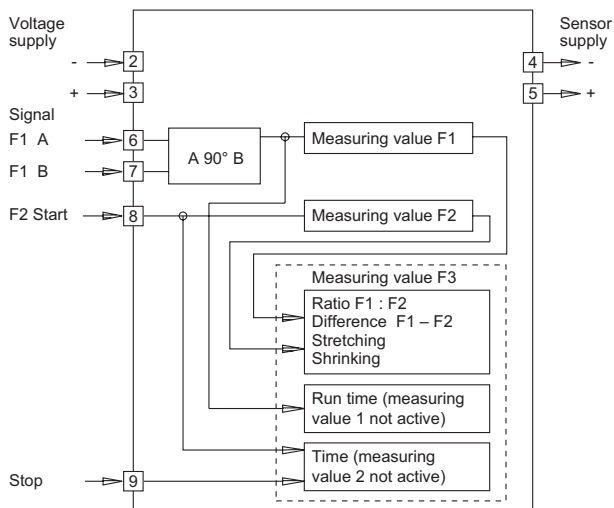 Voltage
supply
- 2
+ 3
Sensor
supply
4 -
5 +
Signal
F1 A 6
F1 B 7
A 90° B
Measuring value F1
F2 Start 8
Measuring value F2
Measuring value F3
Ratio F1 : F2
Difference F1 – F2
Stretching
Shrinking
Run time (measuring
value 1 not active)
Time (measuring
value 2 not active)
Stop 9